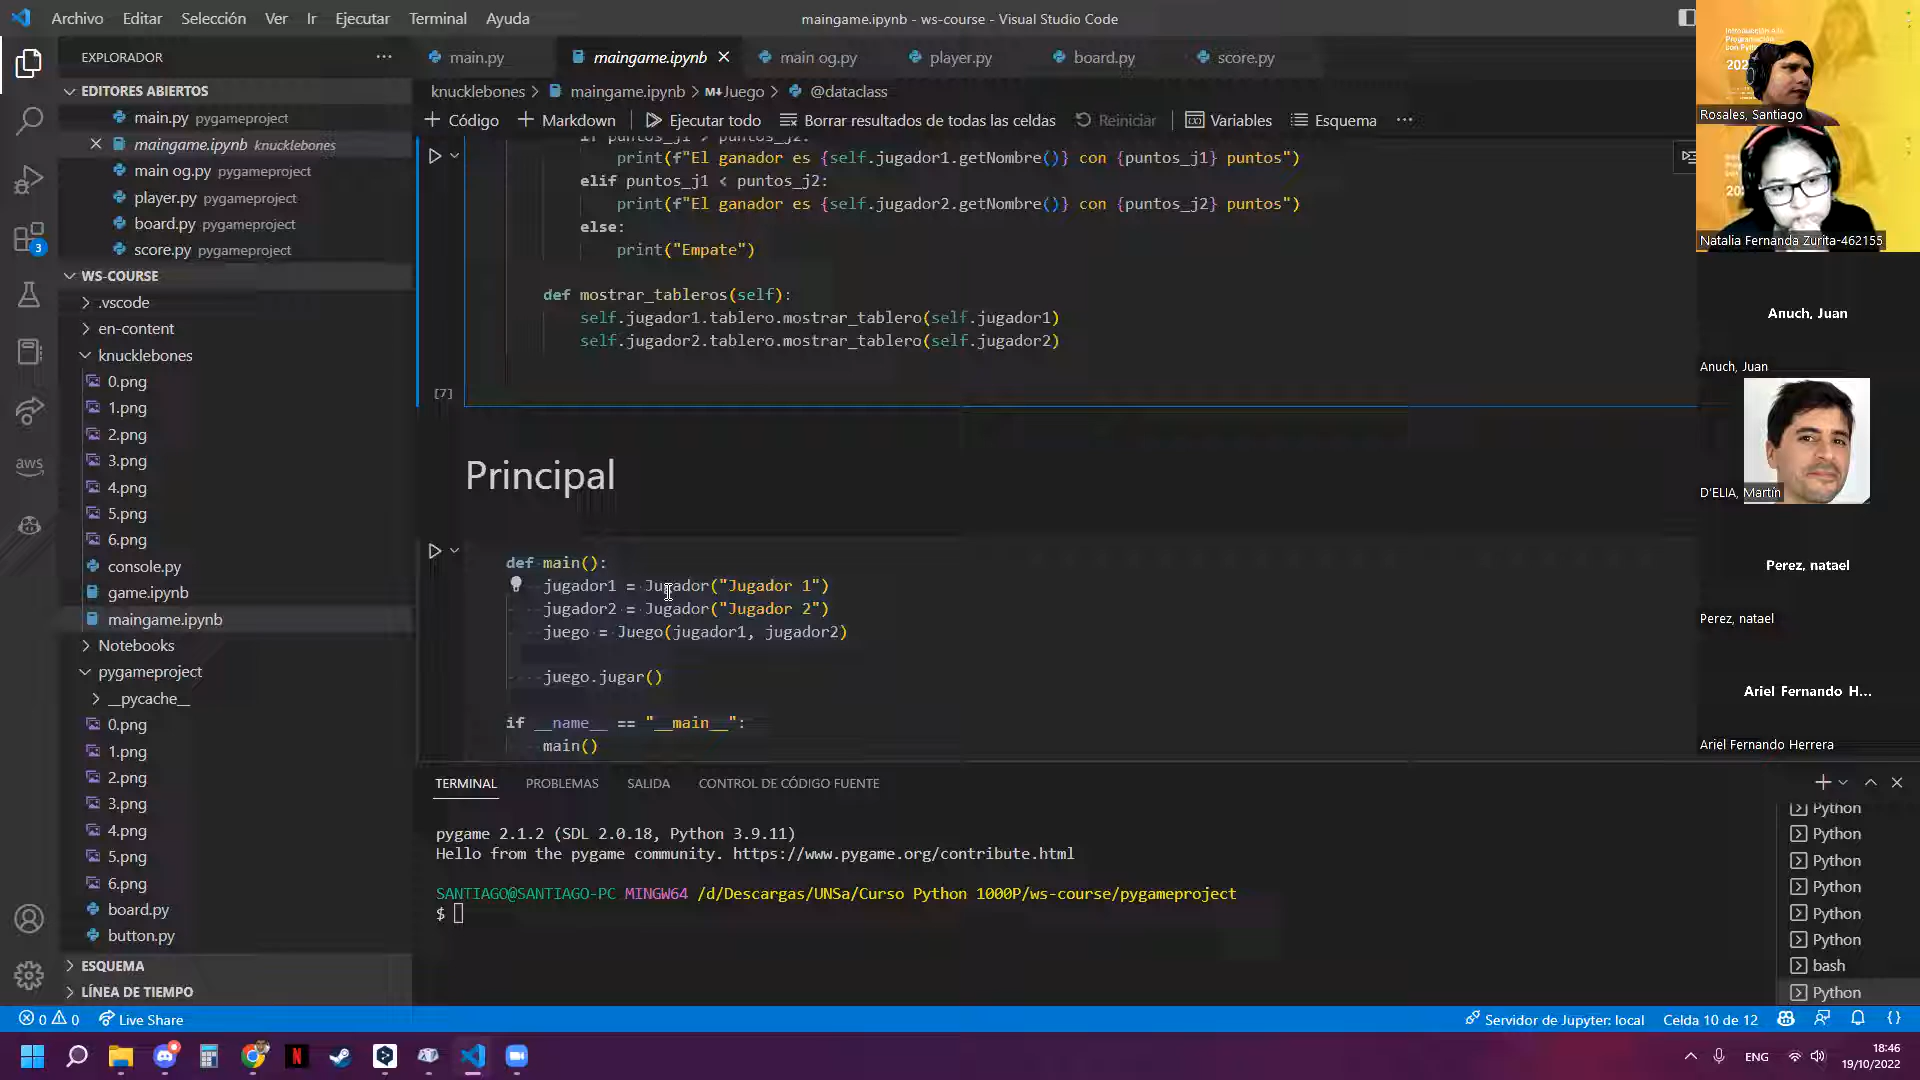 Archivo Editar Selección Ver Ir Ejecutar Terminal Ayuda
maingame.ipynb - ws-course - Visual Studio Code
EXPLORADOR
EDITORES ABIERTOS
main.py pygameproject
maingame.ipynb knucklebones
main og.py pygameproject
player.py pygameproject
board.py pygameproject
score.py pygameproject
WS-COURSE
.vscode
en-content
knucklebones
0.png
1.png
2.png
3.png
4.png
5.png
6.png
console.py
game.ipynb
maingame.ipynb
Notebooks
pygameproject
__pycache__
0.png
1.png
2.png
3.png
4.png
5.png
6.png
board.py
button.py
ESQUEMA
LÍNEA DE TIEMPO
3
aws
main.py maingame.ipynb main og.py player.py board.py score.py
knucklebones > maingame.ipynb > M↓Juego > @dataclass
Código Markdown Ejecutar todo Borrar resultados de todas las celdas Reiniciar Variables Esquema
if puntos_j1 > puntos_j2:
print(f"El ganador es {self.jugador1.getNombre()} con {puntos_j1} puntos")
elif puntos_j1 < puntos_j2:
print(f"El ganador es {self.jugador2.getNombre()} con {puntos_j2} puntos")
else:
print("Empate")
def mostrar_tableros(self):
self.jugador1.tablero.mostrar_tablero(self.jugador1)
self.jugador2.tablero.mostrar_tablero(self.jugador2)
[7]
Principal
def main():
jugador1 = Jugador("Jugador 1")
jugador2 = Jugador("Jugador 2")
juego = Juego(jugador1, jugador2)
juego.jugar()
if __name__ == "__main__":
main()
TERMINAL PROBLEMAS SALIDA CONTROL DE CÓDIGO FUENTE
pygame 2.1.2 (SDL 2.0.18, Python 3.9.11)
Hello from the pygame community. https://www.pygame.org/contribute.html
SANTIAGO@SANTIAGO-PC MINGW64 /d/Descargas/UNSa/Curso Python 1000P/ws-course/pygameproject
$
Python
Python
Python
Python
Python
Python
bash
Python
Rosales, Santiago
Natalia Fernanda Zurita-462155
Anuch, Juan
Anuch, Juan
D'ELIA, Martín
Perez, natael
Perez, natael
Ariel Fernando H...
Ariel Fernando Herrera
0 0 Live Share
Servidor de Jupyter: local Celda 10 de 12
ENG
18:46
19/10/2022